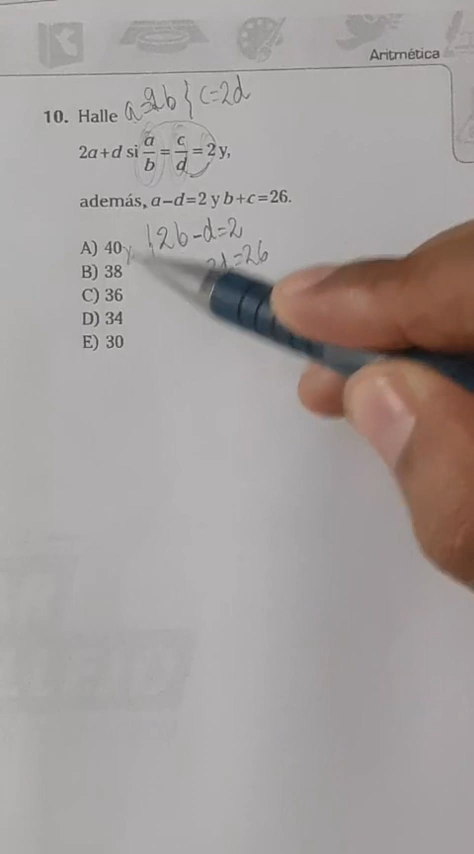 Aritmética
10. Halle a=2b } c=2d
2a+d si a/b = c/d = 2 y,
además, a-d=2 y b+c=26.
{2b-d=2
A) 40
=26
B) 38
C) 36
D) 34
E) 30